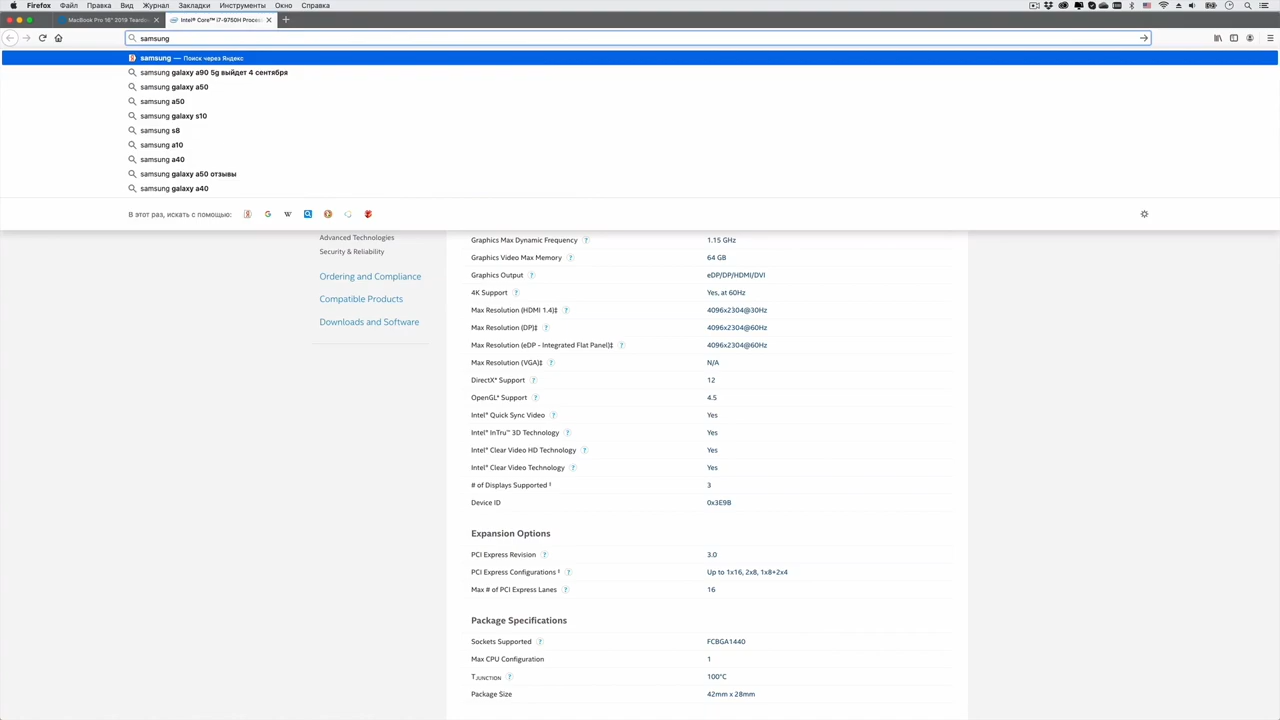 Firefox Файл Правка Вид Журнал Закладки Инструменты Окно Справка
MacBook Pro 16" 2019 Teardo
Intel® Core™ i7-9750H Proces
samsung
samsung — Поиск через Яндекс
samsung galaxy a90 5g выйдет 4 сентября
samsung galaxy a50
samsung a50
samsung galaxy s10
samsung s8
samsung a10
samsung a40
samsung galaxy a50 отзывы
samsung galaxy a40
В этот раз, искать с помощью:
Advanced Technologies
Security & Reliability
Ordering and Compliance
Compatible Products
Downloads and Software
Graphics Max Dynamic Frequency ? 1.15 GHz
Graphics Video Max Memory ? 64 GB
Graphics Output ? eDP/DP/HDMI/DVI
4K Support ? Yes, at 60Hz
Max Resolution (HDMI 1.4)‡ ? 4096x2304@30Hz
Max Resolution (DP)‡ ? 4096x2304@60Hz
Max Resolution (eDP - Integrated Flat Panel)‡ ? 4096x2304@60Hz
Max Resolution (VGA)‡ ? N/A
DirectX* Support ? 12
OpenGL* Support ? 4.5
Intel® Quick Sync Video ? Yes
Intel® InTru™ 3D Technology ? Yes
Intel® Clear Video HD Technology ? Yes
Intel® Clear Video Technology ? Yes
# of Displays Supported ‡ 3
Device ID 0x3E9B
Expansion Options
PCI Express Revision ? 3.0
PCI Express Configurations ‡ ? Up to 1x16, 2x8, 1x8+2x4
Max # of PCI Express Lanes ? 16
Package Specifications
Sockets Supported ? FCBGA1440
Max CPU Configuration 1
TJUNCTION ? 100°C
Package Size 42mm x 28mm